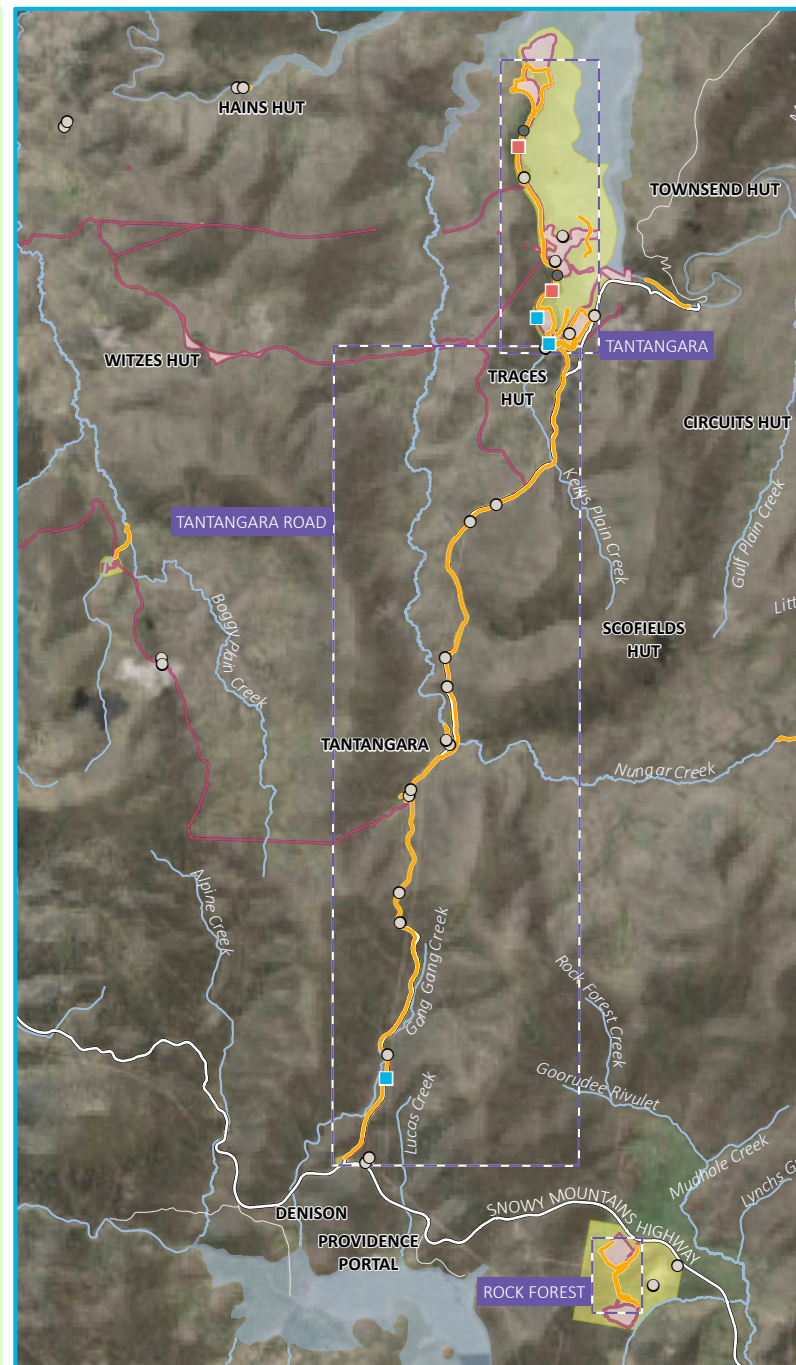 HAINS HUT
TOWNSEND HUT
TANTANGARA
WITZES HUT
TRACES
HUT
CIRCUITS HUT
Kellys Plain Creek
Gulf Plain Creek
TANTANGARA ROAD
Boggy Plain Creek
SCOFIELDS
HUT
TANTANGARA
Nungar Creek
Alpine Creek
Gang Gang Creek
Rock Forest Creek
Goorudee Rivulet
Lucas Creek
Mudhole Creek
SNOWY MOUNTAINS HIGHWAY
DENISON
PROVIDENCE
PORTAL
ROCK FOREST